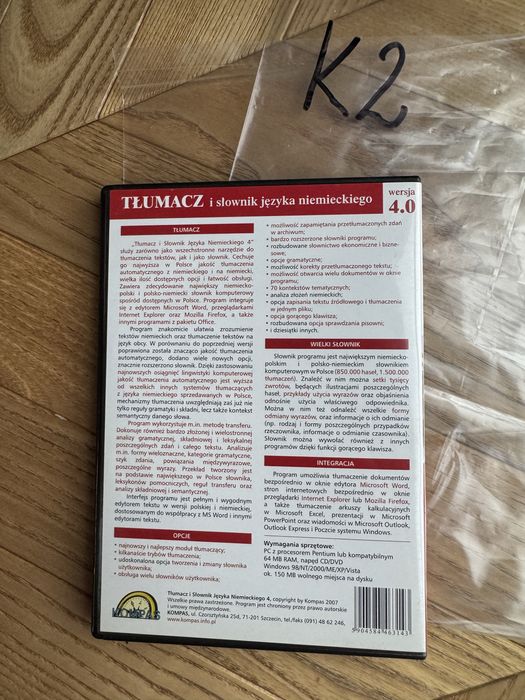 K2
TŁUMACZ i słownik języka niemieckiego wersja 4.0
TŁUMACZ
„Tłumacz i Słownik Języka Niemieckiego 4”
służy zarówno jako wszechstronne narzędzie do
tłumaczenia tekstów, jak i jako słownik. Cechuje
go najwyższa w Polsce jakość tłumaczenia
automatycznego z niemieckiego i na niemiecki,
wielka ilość dostępnych opcji i łatwość obsługi.
Zawiera zdecydowanie największy niemiecko-
polski i polsko-niemiecki słownik komputerowy
spośród dostępnych w Polsce. Program integruje
się z edytorem Microsoft Word, przeglądarkami
Internet Explorer oraz Mozilla Firefox, a także
innymi programami z pakietu Office.
Program znakomicie ułatwia zrozumienie
tekstów niemieckich oraz tłumaczenie tekstów na
język obcy. W porównaniu do poprzedniej wersji
poprawiona została znacząco jakość tłumaczenia
automatycznego, dodano wiele nowych opcji,
znacznie rozszerzono słownik. Dzięki zastosowaniu
najnowszych osiągnięć lingwistyki komputerowej
jakość tłumaczenia automatycznego jest wyższa
od wszelkich innych systemów tłumaczących
z języka niemieckiego sprzedawanych w Polsce,
mechanizmy tłumaczenia uwzględniają zaś już nie
tylko reguły gramatyki i składni, lecz także kontekst
semantyczny danego słowa.
Program wykorzystuje m.in. metodę transferu.
Dokonuje również bardzo złożonej i wielostronnej
analizy gramatycznej, składniowej i leksykalnej
poszczególnych zdań i całego tekstu. Analizuje
m.in. formy wieloznaczne, kategorie gramatyczne,
szyk zdania, powiązania międzywyrazowe,
poszczególne wyrazy. Przekład tworzony jest
na podstawie największego w Polsce słownika,
leksykonów pomocniczych, reguł transferu oraz
analizy składniowej i semantycznej.
Interfejs programu jest pełnym i wygodnym
edytorem tekstu w wersji polskiej i niemieckiej,
dostosowanym do współpracy z MS Word i innymi
edytorami tekstu.
OPCJE
• najnowszy i najlepszy moduł tłumaczący;
• kilkanaście trybów tłumaczenia;
• udoskonalona opcja tworzenia i zmiany słownika
użytkownika;
• obsługa wielu słowników użytkownika;
• możliwość zapamiętania przetłumaczonych zdań
w archiwum;
• bardzo rozszerzone słowniki programu;
• rozbudowane słownictwo ekonomiczne i bizne-
sowe;
• opcje gramatyczne;
• możliwość korekty przetłumaczonego tekstu;
• możliwość otwarcia wielu dokumentów w oknie
programu;
• 70 kontekstów tematycznych;
• analiza złożeń niemieckich;
• opcja zapisania tekstu źródłowego i tłumaczenia
w jednym pliku;
• opcja gorącego klawisza;
• rozbudowana opcja sprawdzania pisowni;
• i dziesiątki innych.
WIELKI SŁOWNIK
Słownik programu jest największym niemiecko-
polskim i polsko-niemieckim słownikiem
komputerowym w Polsce (850.000 haseł, 1.500.000
tłumaczeń). Znaleźć w nim można setki tysięcy
zwrotów, będących ilustracjami poszczególnych
haseł, przykłady użycia wyrazów oraz objaśnienia
odnośnie użycia właściwego odpowiednika.
Można w nim też odnaleźć wszelkie formy
odmiany wyrazów, oraz informacje o ich odmianie
(np. rodzaj i formy poszczególnych przypadków
rzeczownika, informacje o odmianie czasownika).
Słownik można wywołać również z innych
programów dzięki funkcji gorącego klawisza.
INTEGRACJA
Program umożliwia tłumaczenie dokumentów
bezpośrednio w oknie edytora Microsoft Word,
stron internetowych bezpośrednio w oknie
przeglądarki Internet Explorer lub Mozilla Firefox,
a także tłumaczenie arkuszy kalkulacyjnych
w Microsoft Excel, prezentacji w Microsoft
PowerPoint oraz wiadomości w Microsoft Outlook,
Outlook Express i Poczcie systemu Windows.
Wymagania sprzętowe:
PC z procesorem Pentium lub kompatybilnym
64 MB RAM, napęd CD/DVD
Windows 98/NT/2000/ME/XP/Vista
ok. 150 MB wolnego miejsca na dysku
KOMPAS
Tłumacz i Słownik Języka Niemieckiego 4, copyright by Kompas 2007
Wszelkie prawa zastrzeżone. Program jest chroniony przez prawo autorskie
i umowy międzynarodowe.
KOMPAS, ul. Czorsztyńska 25d, 71-201 Szczecin, tel./faks (091) 48 62 246,
www.kompas.info.pl
5904584463143